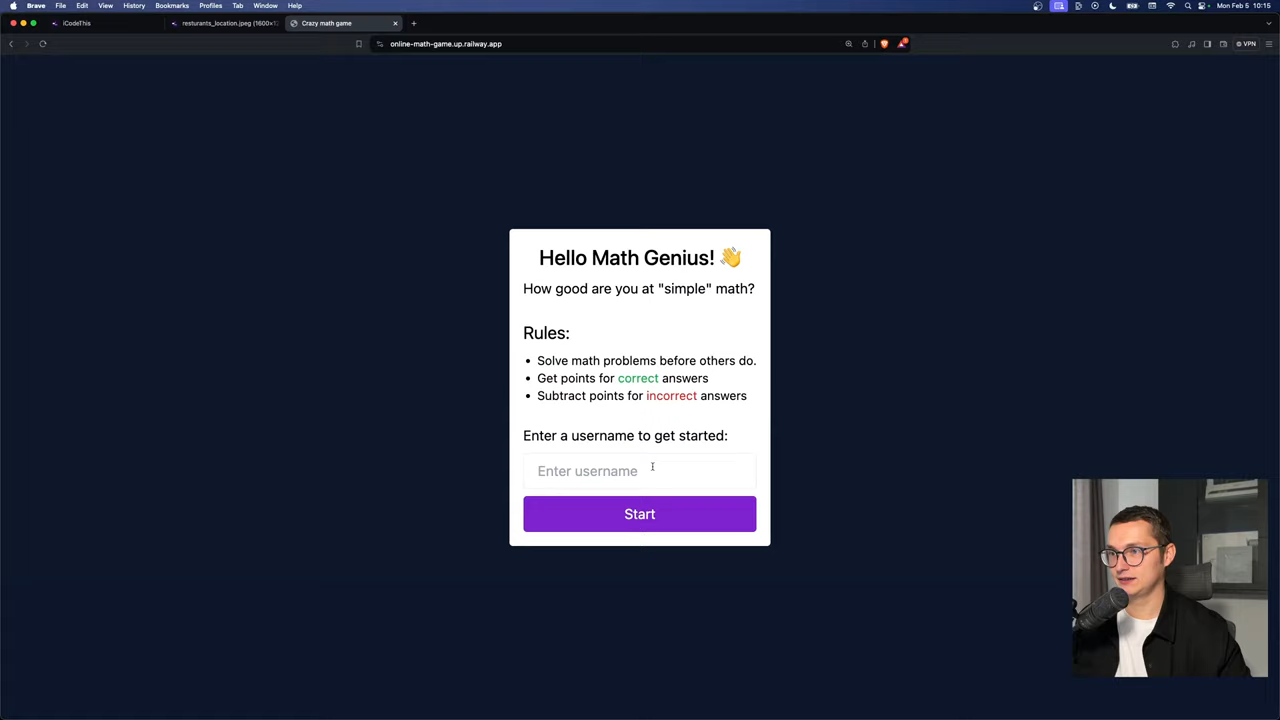 Brave File Edit View History Bookmarks Profiles Tab Window Help Mon Feb 5 10:15
iCodeThis resturants_location.jpeg (1600×1 Crazy math game
online-math-game.up.railway.app VPN
Hello Math Genius! 👋
How good are you at "simple" math?
Rules:
• Solve math problems before others do.
• Get points for correct answers
• Subtract points for incorrect answers
Enter a username to get started:
Enter username
Start